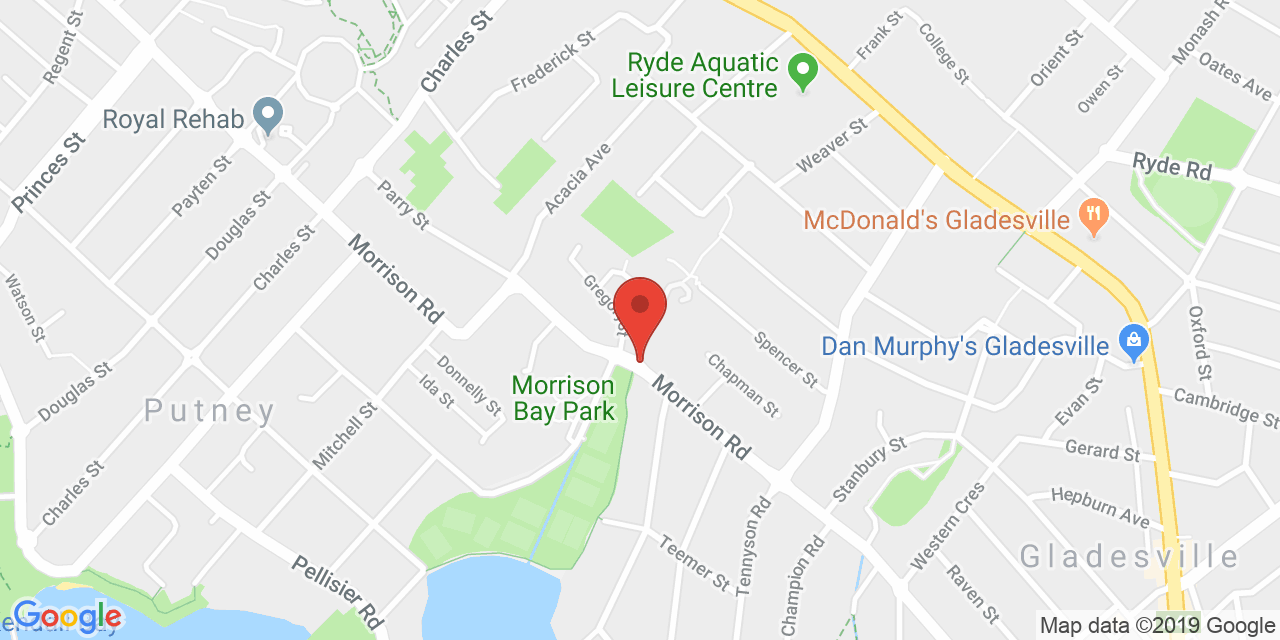 Regent St
Charles St
Frederick St
Ryde Aquatic
Leisure Centre
Frank St
College St
Orient St
Monash R
Oates Ave
Owen St
Royal Rehab
Princes St
Payten St
Douglas St
Charles St
Parry St
Acacia Ave
Weaver St
Ryde Rd
McDonald's Gladesville
Morrison Rd
Gregory St
Watson St
Oxford St
Dan Murphy's Gladesville
Spencer St
Chapman St
Donnelly St
Ida St
Morrison
Bay Park
Morrison Rd
Douglas St
Putney
Mitchell St
Evan St
Cambridge St
Gerard St
Stanbury St
Charles St
Hepburn Ave
Western Cres
Tennyson Rd
Champion Rd
Teemer St
Pellisier Rd
Raven St
Gladesville
Google
Map data ©2019 Google